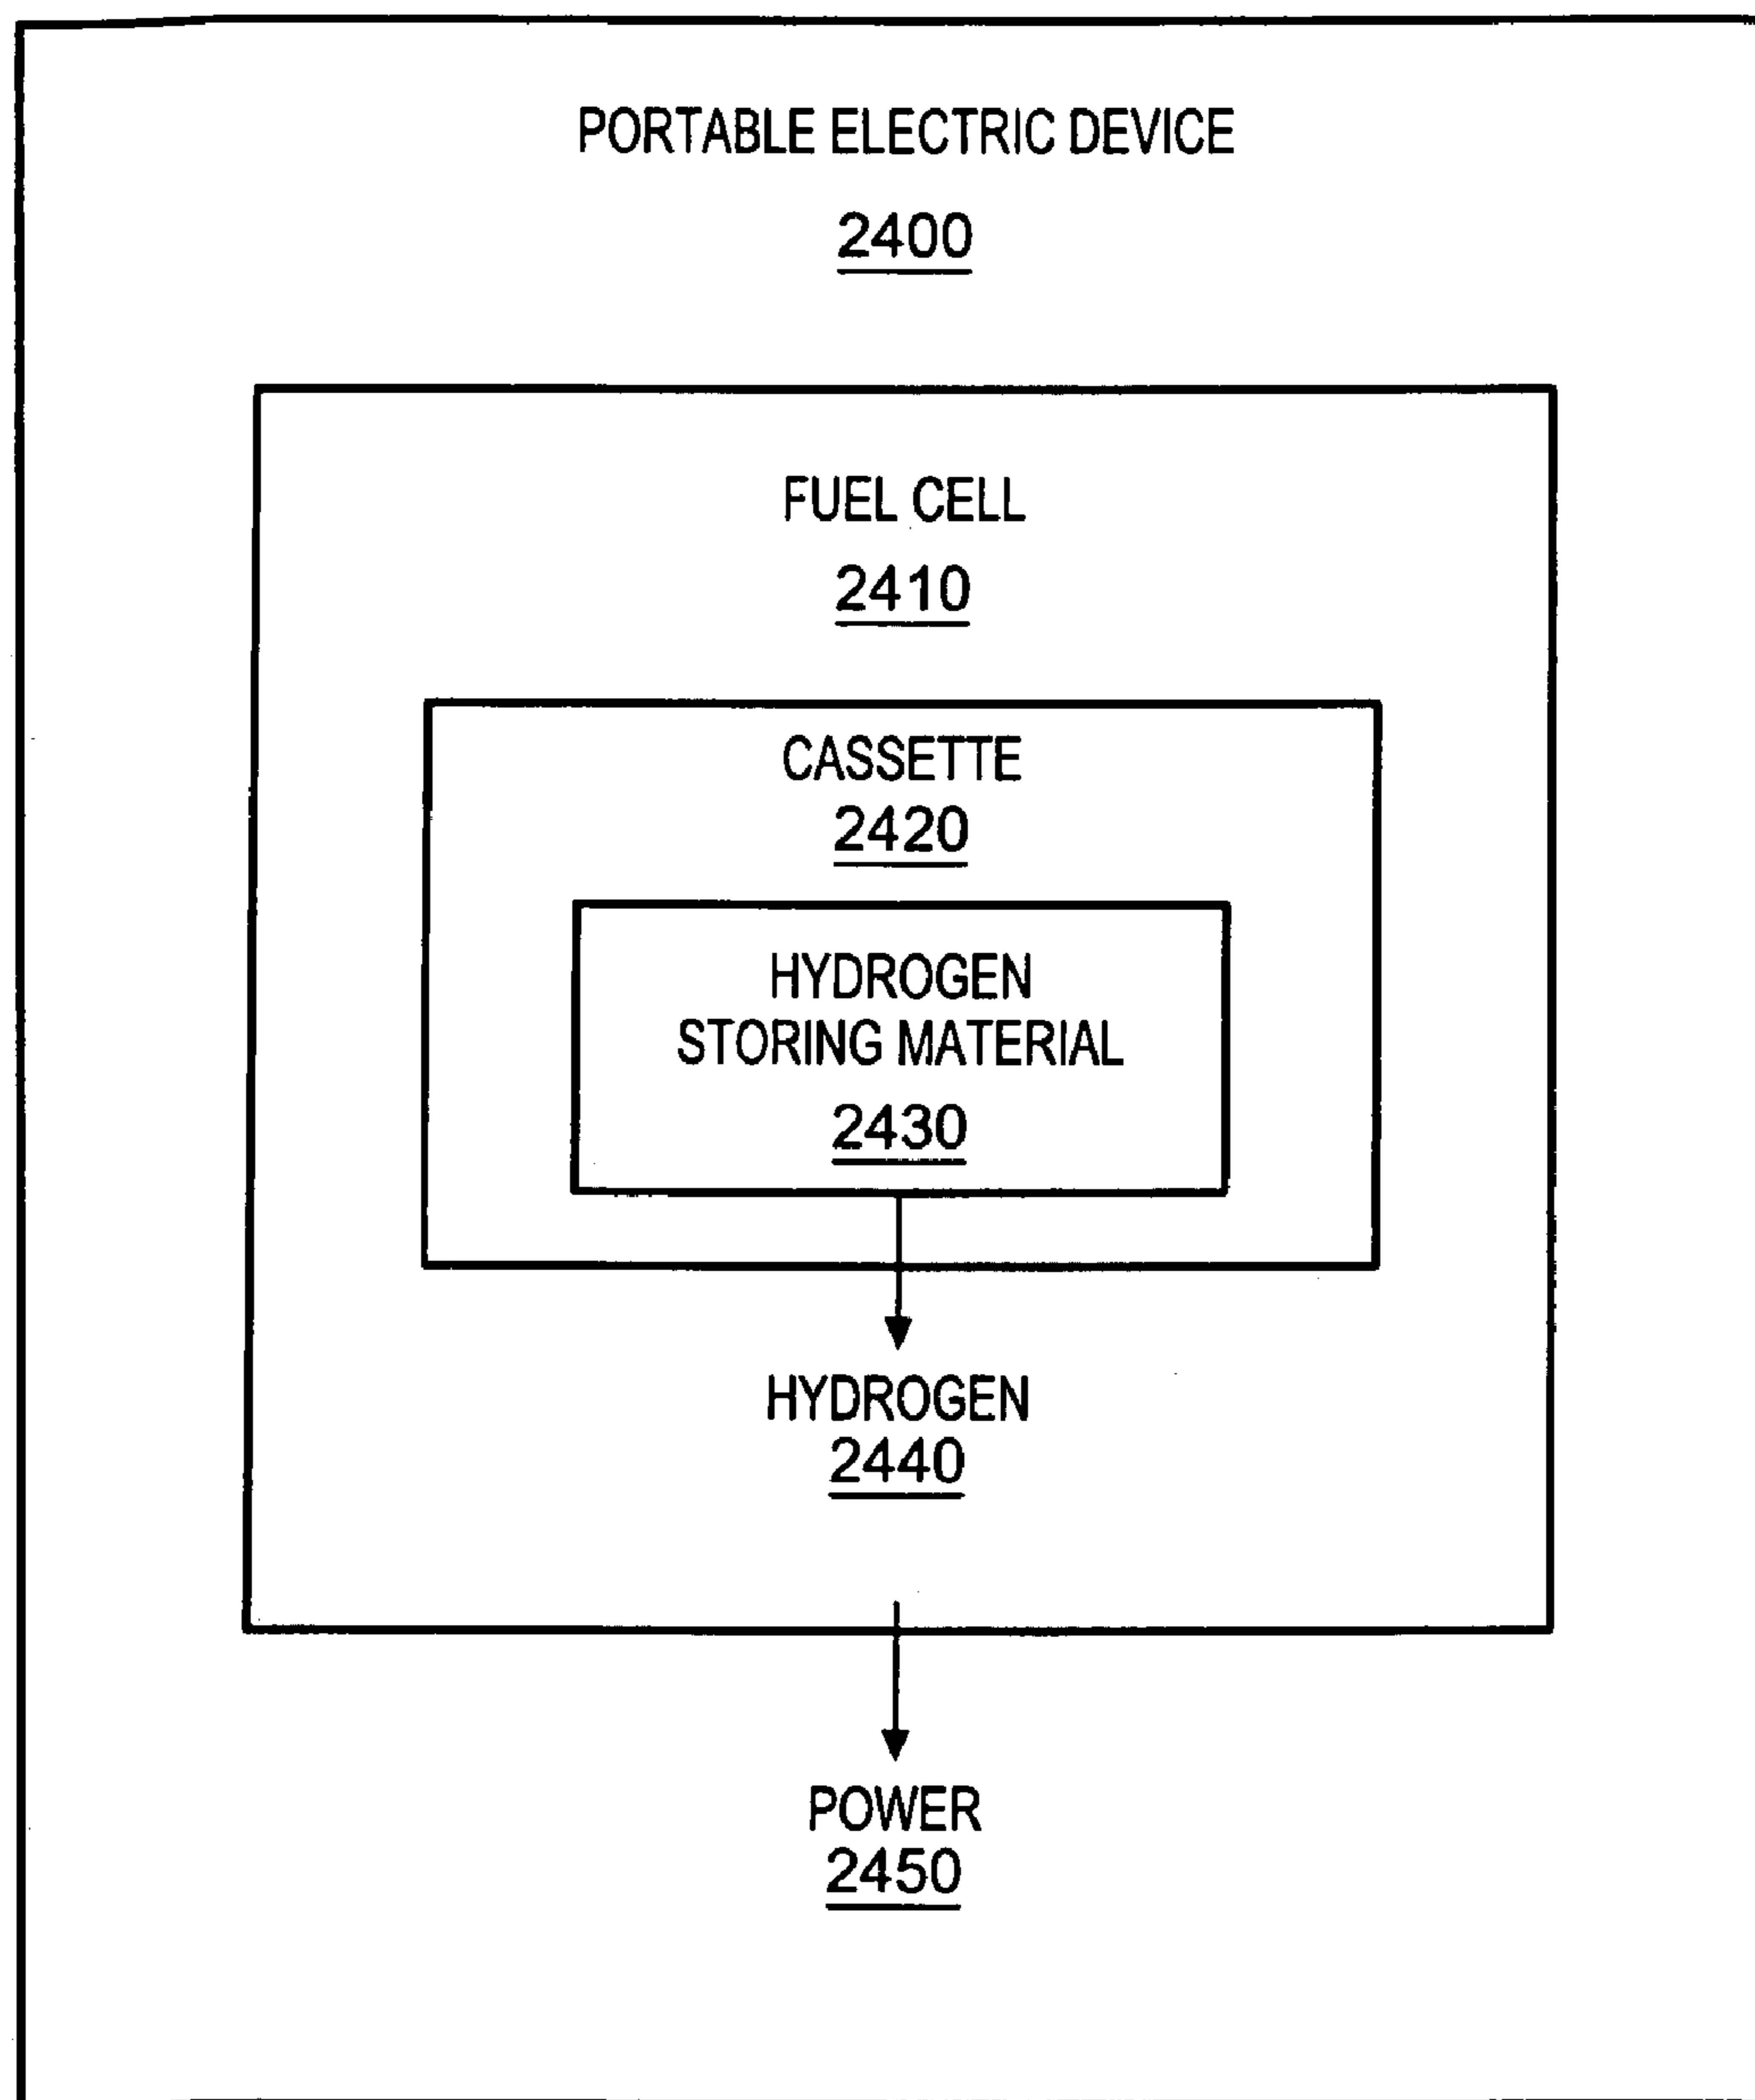 PORTABLE ELECTRIC DEVICE
2400
FUEL CELL
2410
CASSETTE
2420
HYDROGEN
STORING MATERIAL
2430
HYDROGEN
2440
POWER
2450